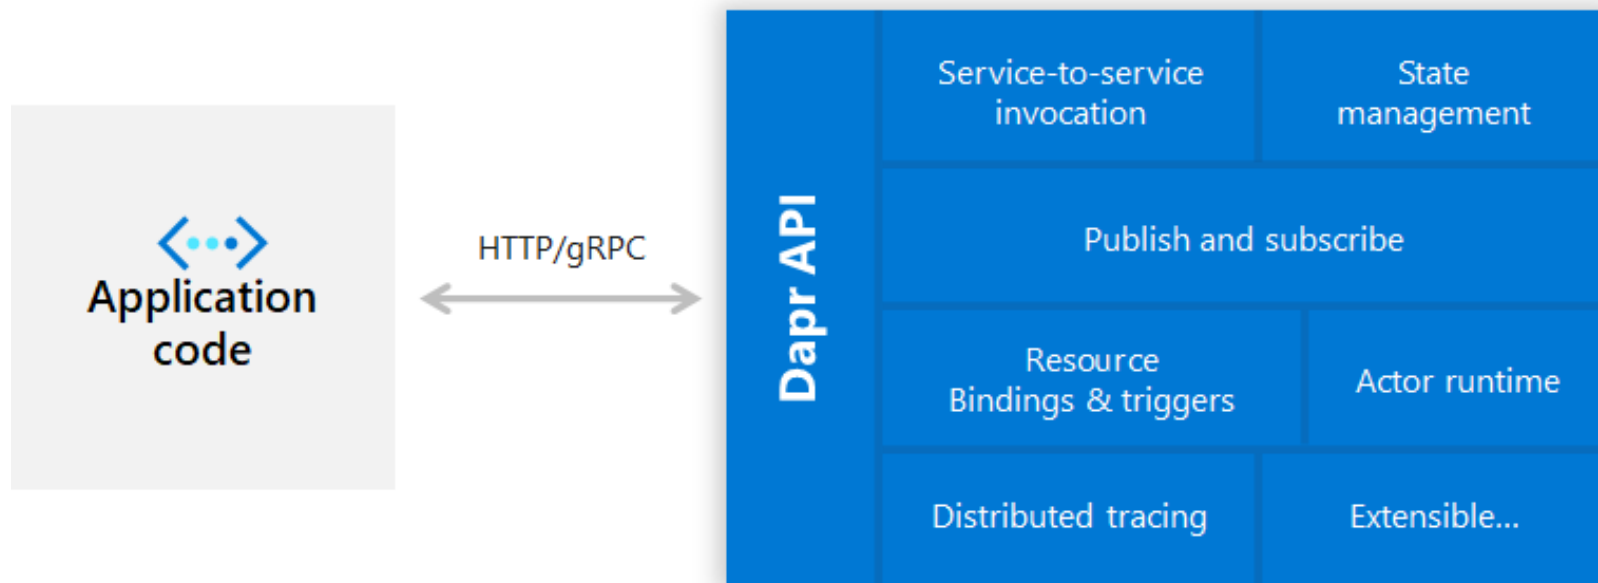 Application
code
HTTP/gRPC
Dapr API
Service-to-service
invocation
State
management
Publish and subscribe
Resource
Bindings & triggers
Actor runtime
Distributed tracing
Extensible...